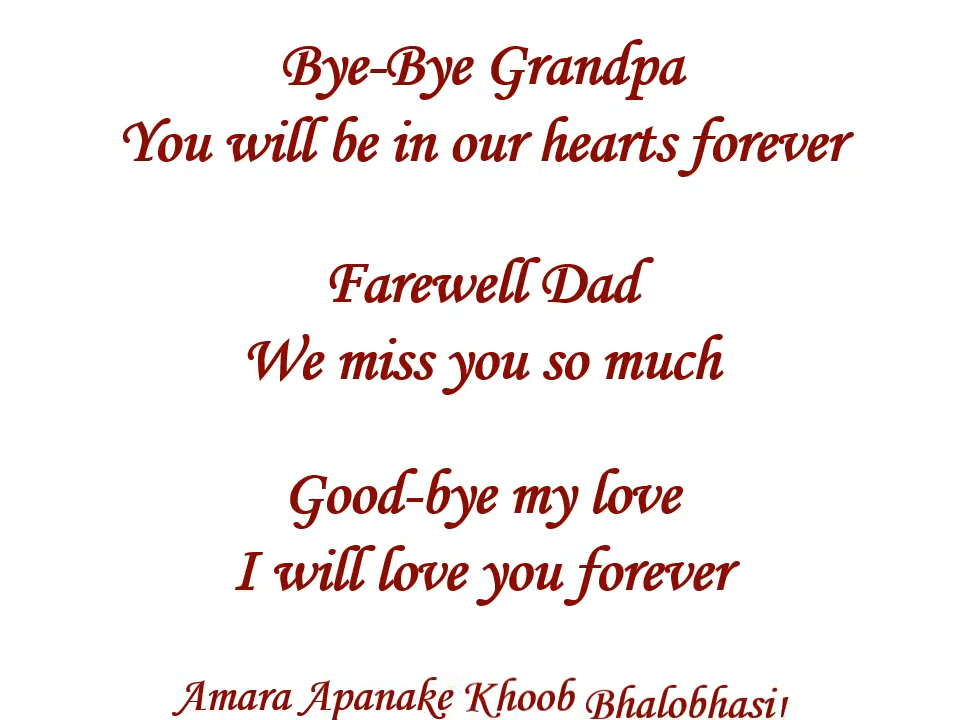 Bye-Bye Grandpa
You will be in our hearts forever
Farewell Dad
We miss you so much
Good-bye my love
I will love you forever
Amara Apanake Khoob Bhalobhasi!